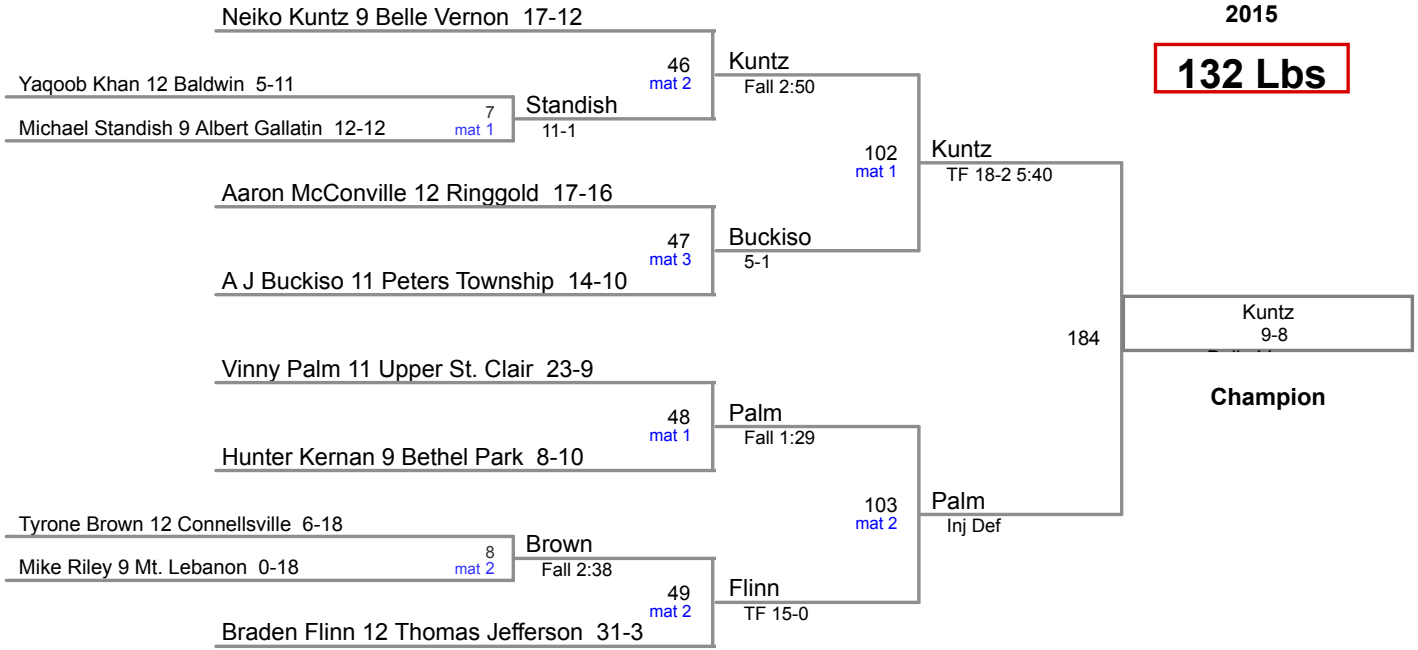 Neiko Kuntz 9 Belle Vernon 17-12
2015
46
mat 2
Kuntz
Fall 2:50
132 Lbs
Yaqoob Khan 12 Baldwin 5-11
7
mat 1
Standish
11-1
Michael Standish 9 Albert Gallatin 12-12
102
mat 1
Kuntz
TF 18-2 5:40
Aaron McConville 12 Ringgold 17-16
47
mat 3
Buckiso
5-1
A J Buckiso 11 Peters Township 14-10
184
Kuntz
9-8
Champion
Vinny Palm 11 Upper St. Clair 23-9
48
mat 1
Palm
Fall 1:29
Hunter Kernan 9 Bethel Park 8-10
103
mat 2
Palm
Inj Def
Tyrone Brown 12 Connellsville 6-18
8
mat 2
Brown
Fall 2:38
Mike Riley 9 Mt. Lebanon 0-18
49
mat 2
Flinn
TF 15-0
Braden Flinn 12 Thomas Jefferson 31-3